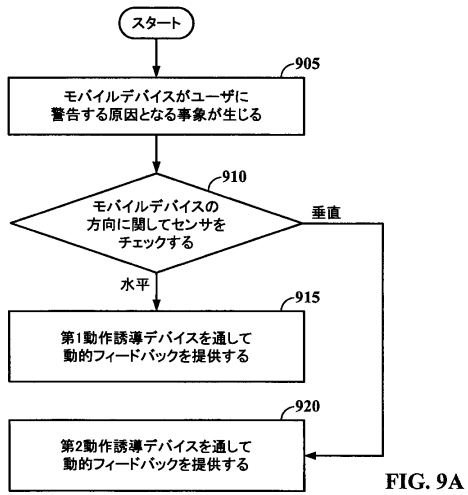 スタート
905
モバイルデバイスがユーザに
警告する原因となる事象が生じる
910
モバイルデバイスの
方向に関してセンサを
チェックする
垂直
水平
915
第1動作誘導デバイスを通して
動的フィードバックを提供する
920
第2動作誘導デバイスを通して
動的フィードバックを提供する
FIG. 9A